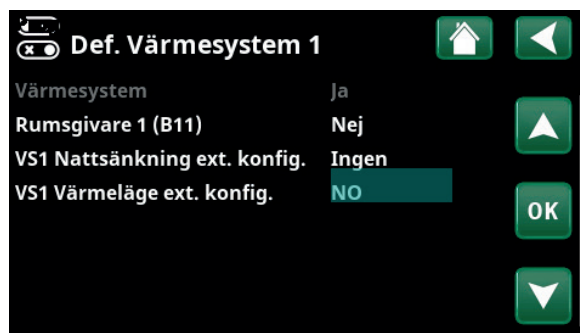 Def. Värmesystem 1
Värmesystem Ja
Rumsgivare 1 (B11) Nej
VS1 Nattsänkning ext. konfig. Ingen
VS1 Värmeläge ext. konfig. NO
OK